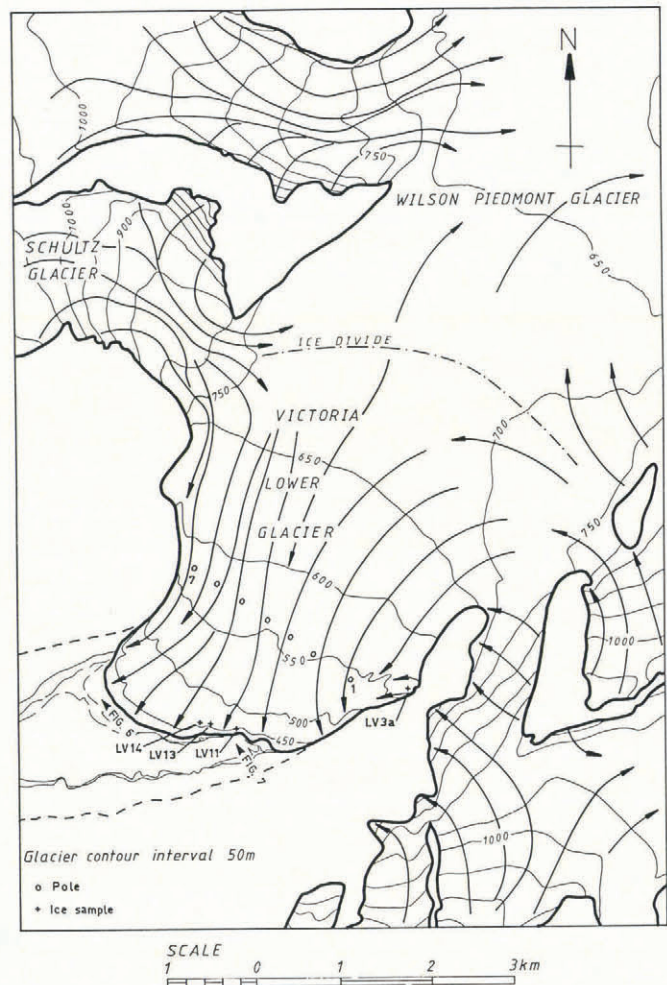 N
1000
750
WILSON PIEDMONT GLACIER
SCHULTZ
GLACIER
1000
900
650
ICE DIVIDE
750
VICTORIA
700
650
LOWER
GLACIER
750
7
600
550
1000
1
500
LV3a
450
FIG. 6
LV14
LV13
LV11
FIG. 7
1000
Glacier contour interval 50m
Pole
Ice sample
SCALE
1 0 1 2 3km